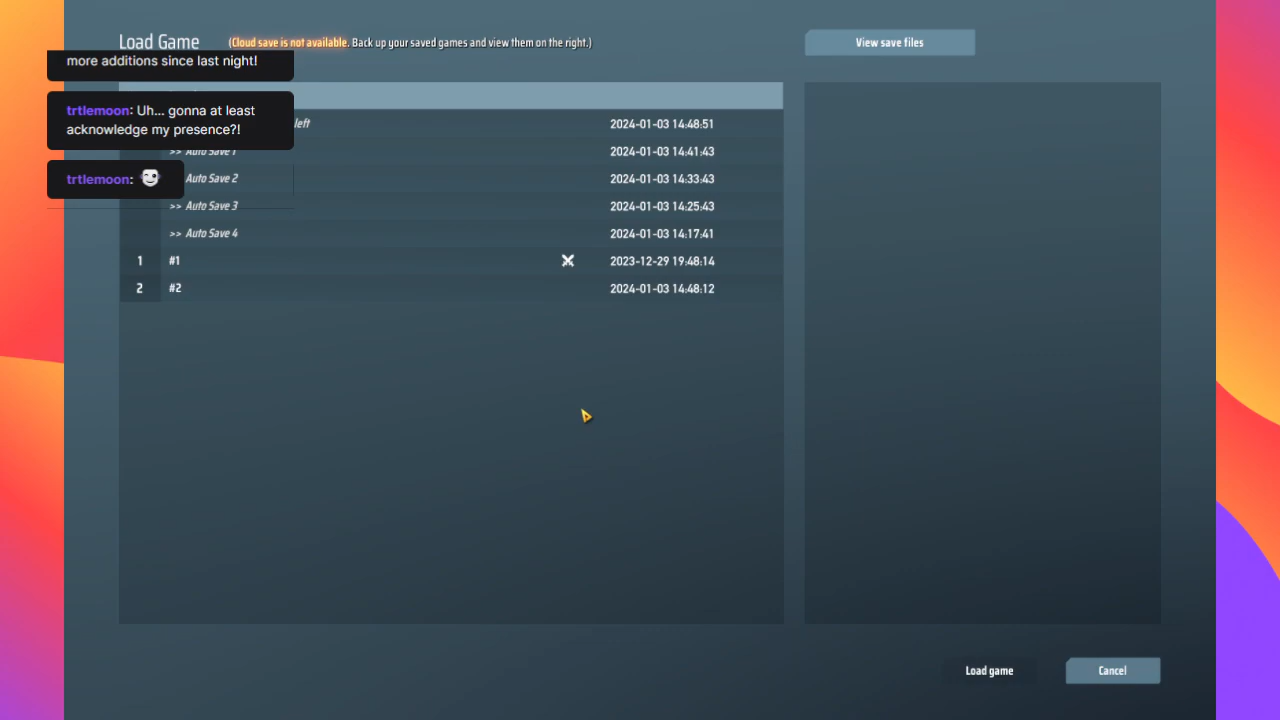 Load Game
(Cloud save is not available. Back up your saved games and view them on the right.)
View save files
more additions since last night!
trtlemoon: Uh... gonna at least
acknowledge my presence?!
trtlemoon:
left 2024-01-03 14:48:51
>> Auto Save 1 2024-01-03 14:41:43
>> Auto Save 2 2024-01-03 14:33:43
>> Auto Save 3 2024-01-03 14:25:43
>> Auto Save 4 2024-01-03 14:17:41
1 #1 2023-12-29 19:48:14
2 #2 2024-01-03 14:48:12
Load game
Cancel